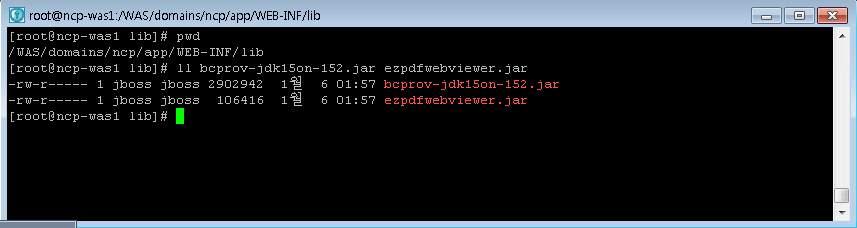 root@ncp-was1:/WAS/domains/ncp/app/WEB-INF/lib
[root@ncp-was1 lib]# pwd
/WAS/domains/ncp/app/WEB-INF/lib
[root@ncp-was1 lib]# ll bcprov-jdk15on-152.jar ezpdfwebviewer.jar
-rw-r----- 1 jboss jboss 2902942  1월  6 01:57 bcprov-jdk15on-152.jar
-rw-r----- 1 jboss jboss  106416  1월  6 01:57 ezpdfwebviewer.jar
[root@ncp-was1 lib]#